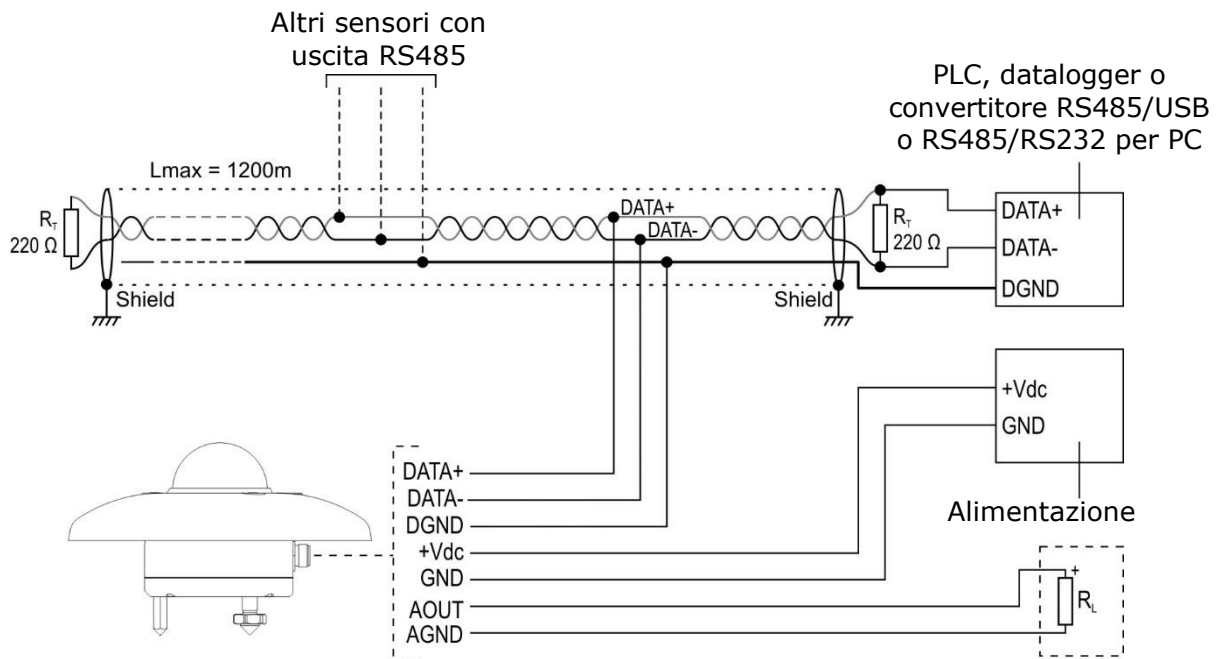 Altri sensori con
uscita RS485
PLC, datalogger o
convertitore RS485/USB
o RS485/RS232 per PC
Lmax = 1200m
RT
220 Ω
DATA+
DATA-
RT
220 Ω
DATA+
DATA-
DGND
Shield
Shield
+Vdc
GND
Alimentazione
DATA+
DATA-
DGND
+Vdc
GND
AOUT
AGND
+
RL